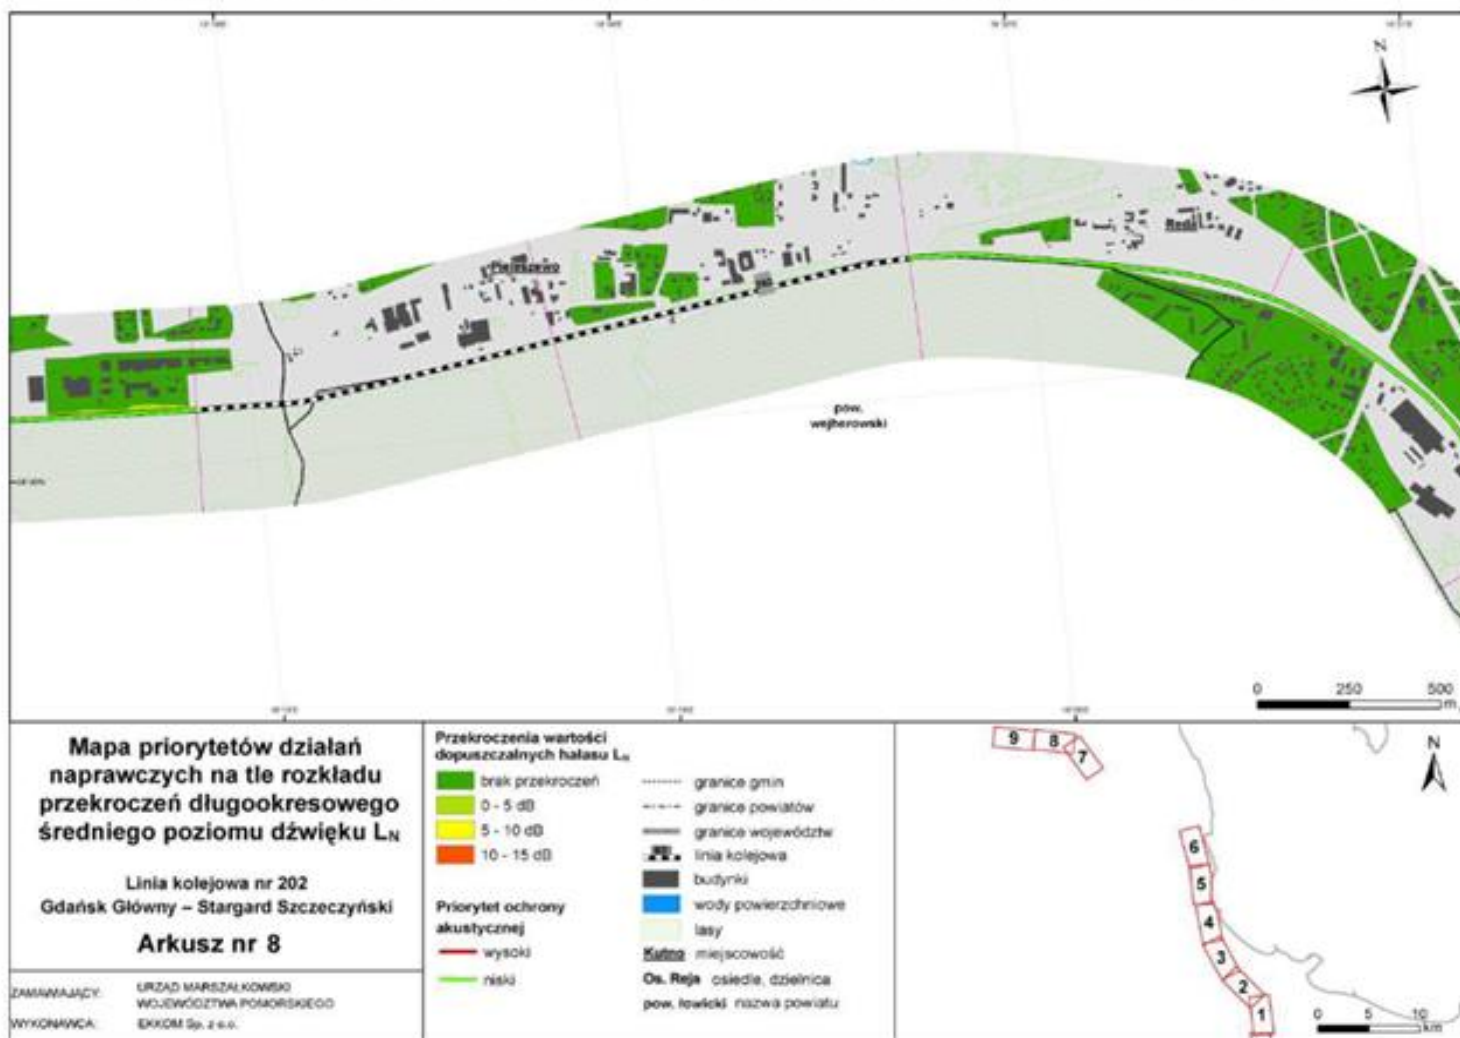 N
Pieleszewo
Reda
pow.
wejherowski
0 250 500
m
Mapa priorytetów działań
naprawczych na tle rozkładu
przekroczeń długookresowego
średniego poziomu dźwięku LN
Linia kolejowa nr 202
Gdańsk Główny – Stargard Szczeczyński
Arkusz nr 8
ZAMAWIAJĄCY: URZĄD MARSZAŁKOWSKI
WOJEWÓDZTWA POMORSKIEGO
WYKONAWCA: EKKOM Sp. z o.o.
Przekroczenia wartości
dopuszczalnych hałasu LN
brak przekroczeń
0 - 5 dB
5 - 10 dB
10 - 15 dB
Priorytet ochrony
akustycznej
wysoki
niski
granice gmin
granice powiatów
granice województw
linia kolejowa
budynki
wody powierzchniowe
lasy
Kutno miejscowość
Os. Reja osiedle, dzielnica
pow. łowicki nazwa powiatu
9 8 7
6
5
4
3
2
1
N
0 5 10
km